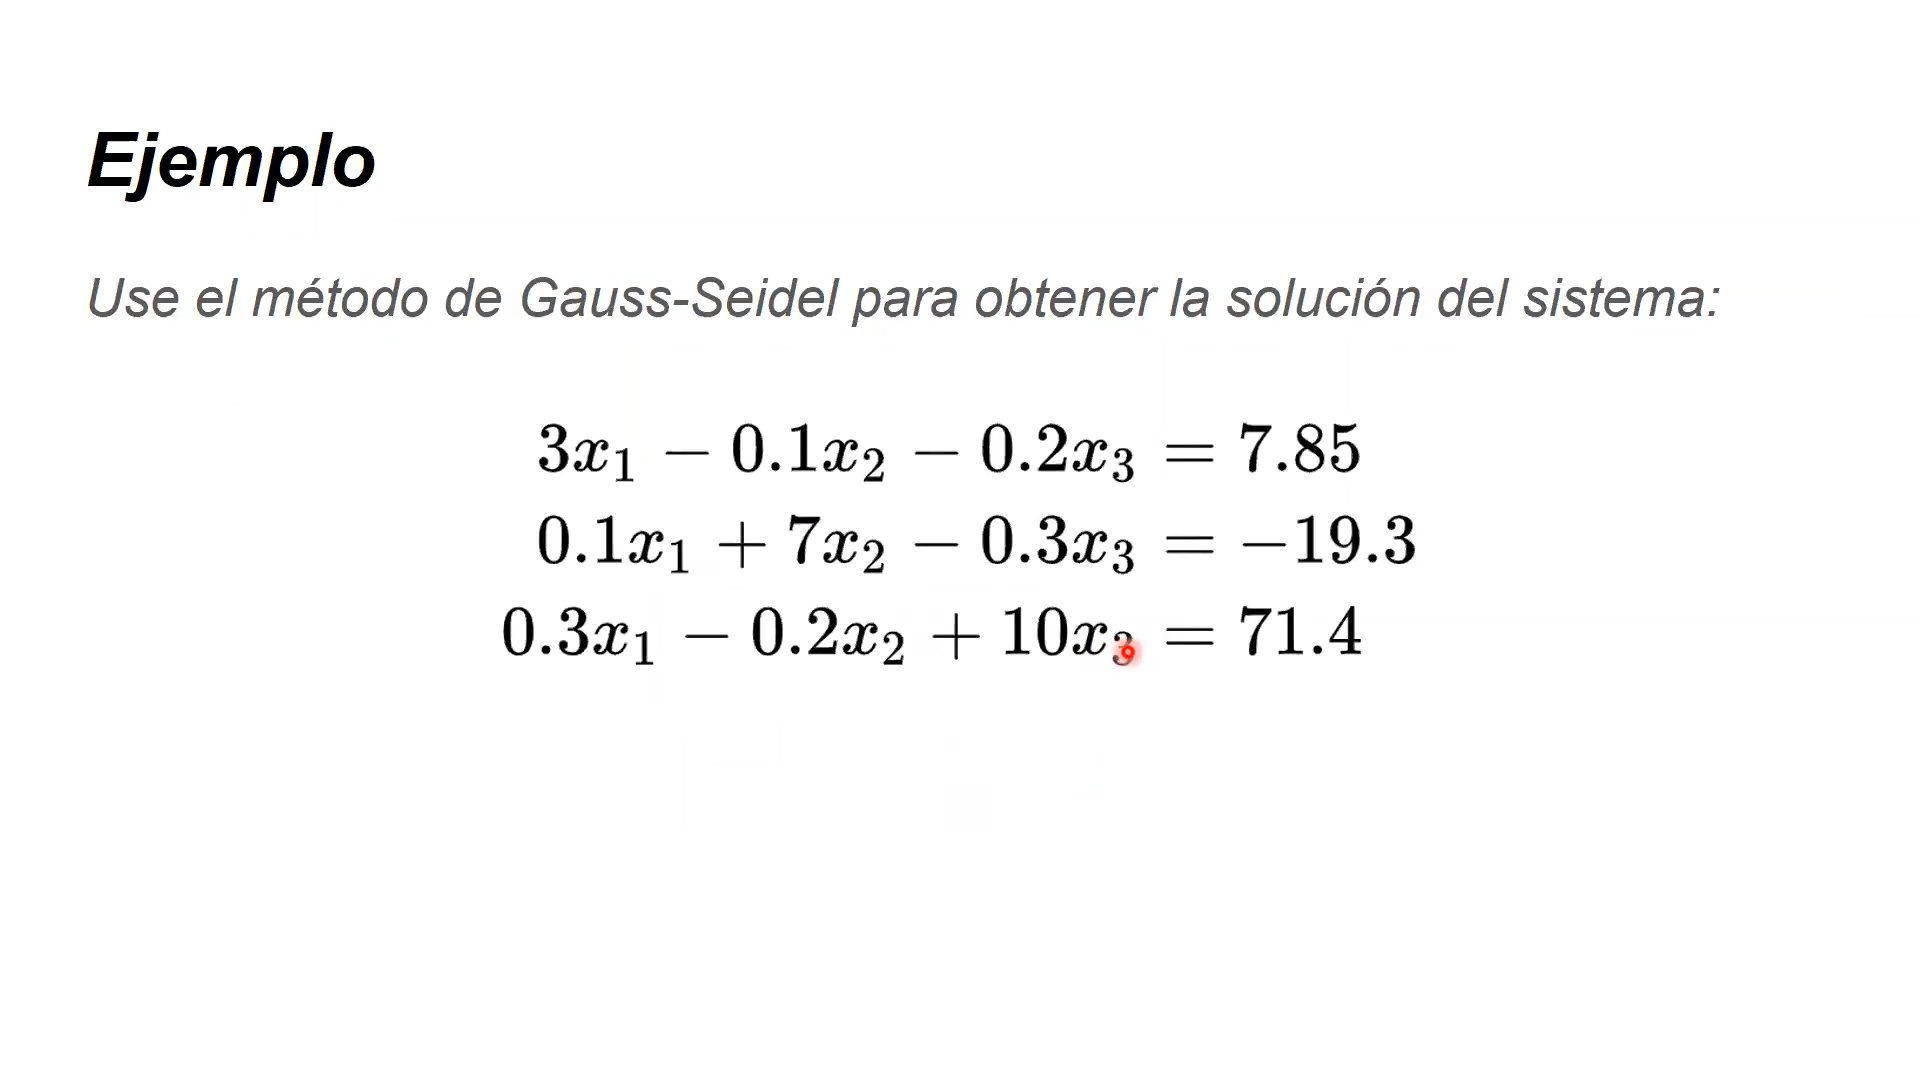 Ejemplo
Use el método de Gauss-Seidel para obtener la solución del sistema:
3x₁ − 0.1x₂ − 0.2x₃ = 7.85
0.1x₁ + 7x₂ − 0.3x₃ = −19.3
0.3x₁ − 0.2x₂ + 10x₃ = 71.4